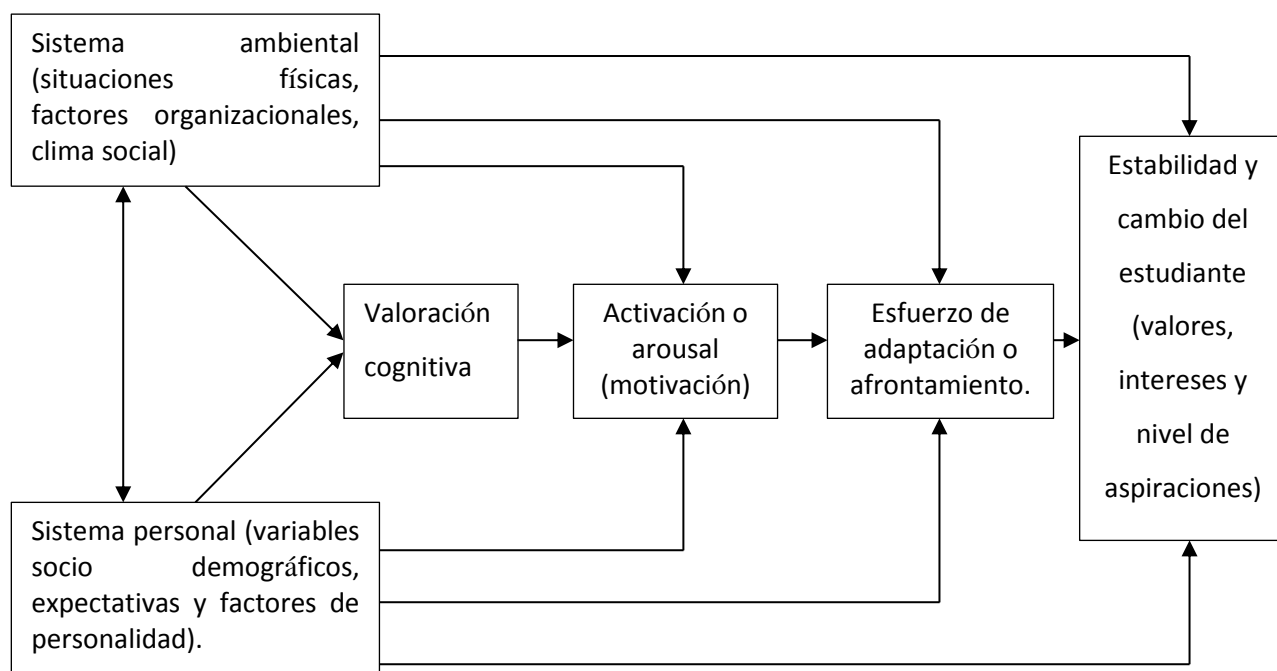 Sistema ambiental
(situaciones físicas,
factores organizacionales,
clima social)
Estabilidad y
cambio del
estudiante
(valores,
intereses y
nivel de
aspiraciones)
Valoración
cognitiva
Activación o
arousal
(motivación)
Esfuerzo de
adaptación o
afrontamiento.
Sistema personal (variables
socio demográficos,
expectativas y factores de
personalidad).